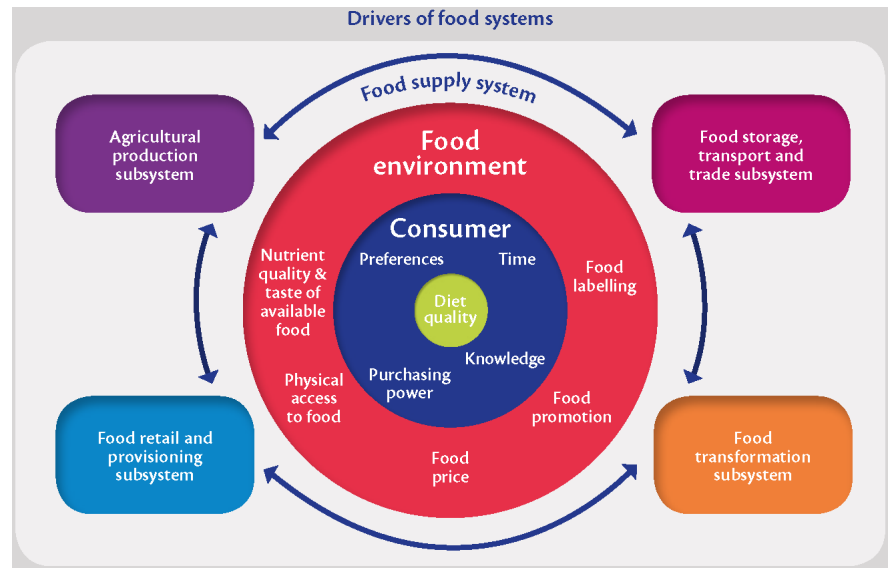 Drivers of food systems
Food supply system
Agricultural
production
subsystem
Food storage,
transport and
trade subsystem
Food
environment
Consumer
Preferences
Time
Nutrient
quality &
taste of
available
food
Food
labelling
Diet
quality
Knowledge
Purchasing
power
Physical
access
to food
Food
promotion
Food
price
Food retail and
provisioning
subsystem
Food
transformation
subsystem